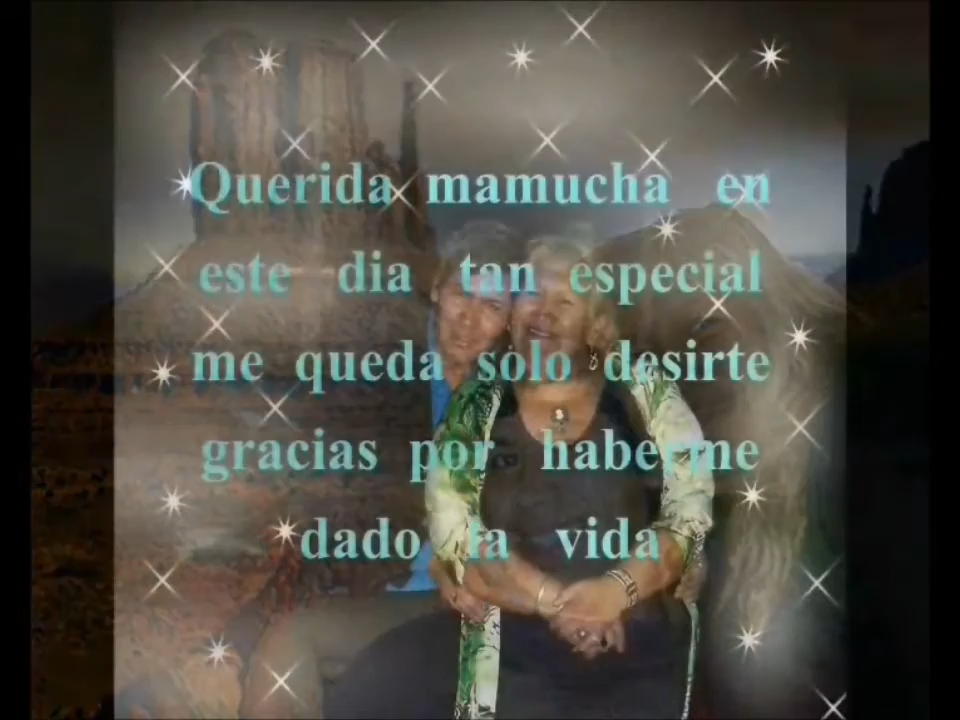 Querida mamucha en
este dia tan especial
me queda solo desirte
gracias por haberme
dado la vida